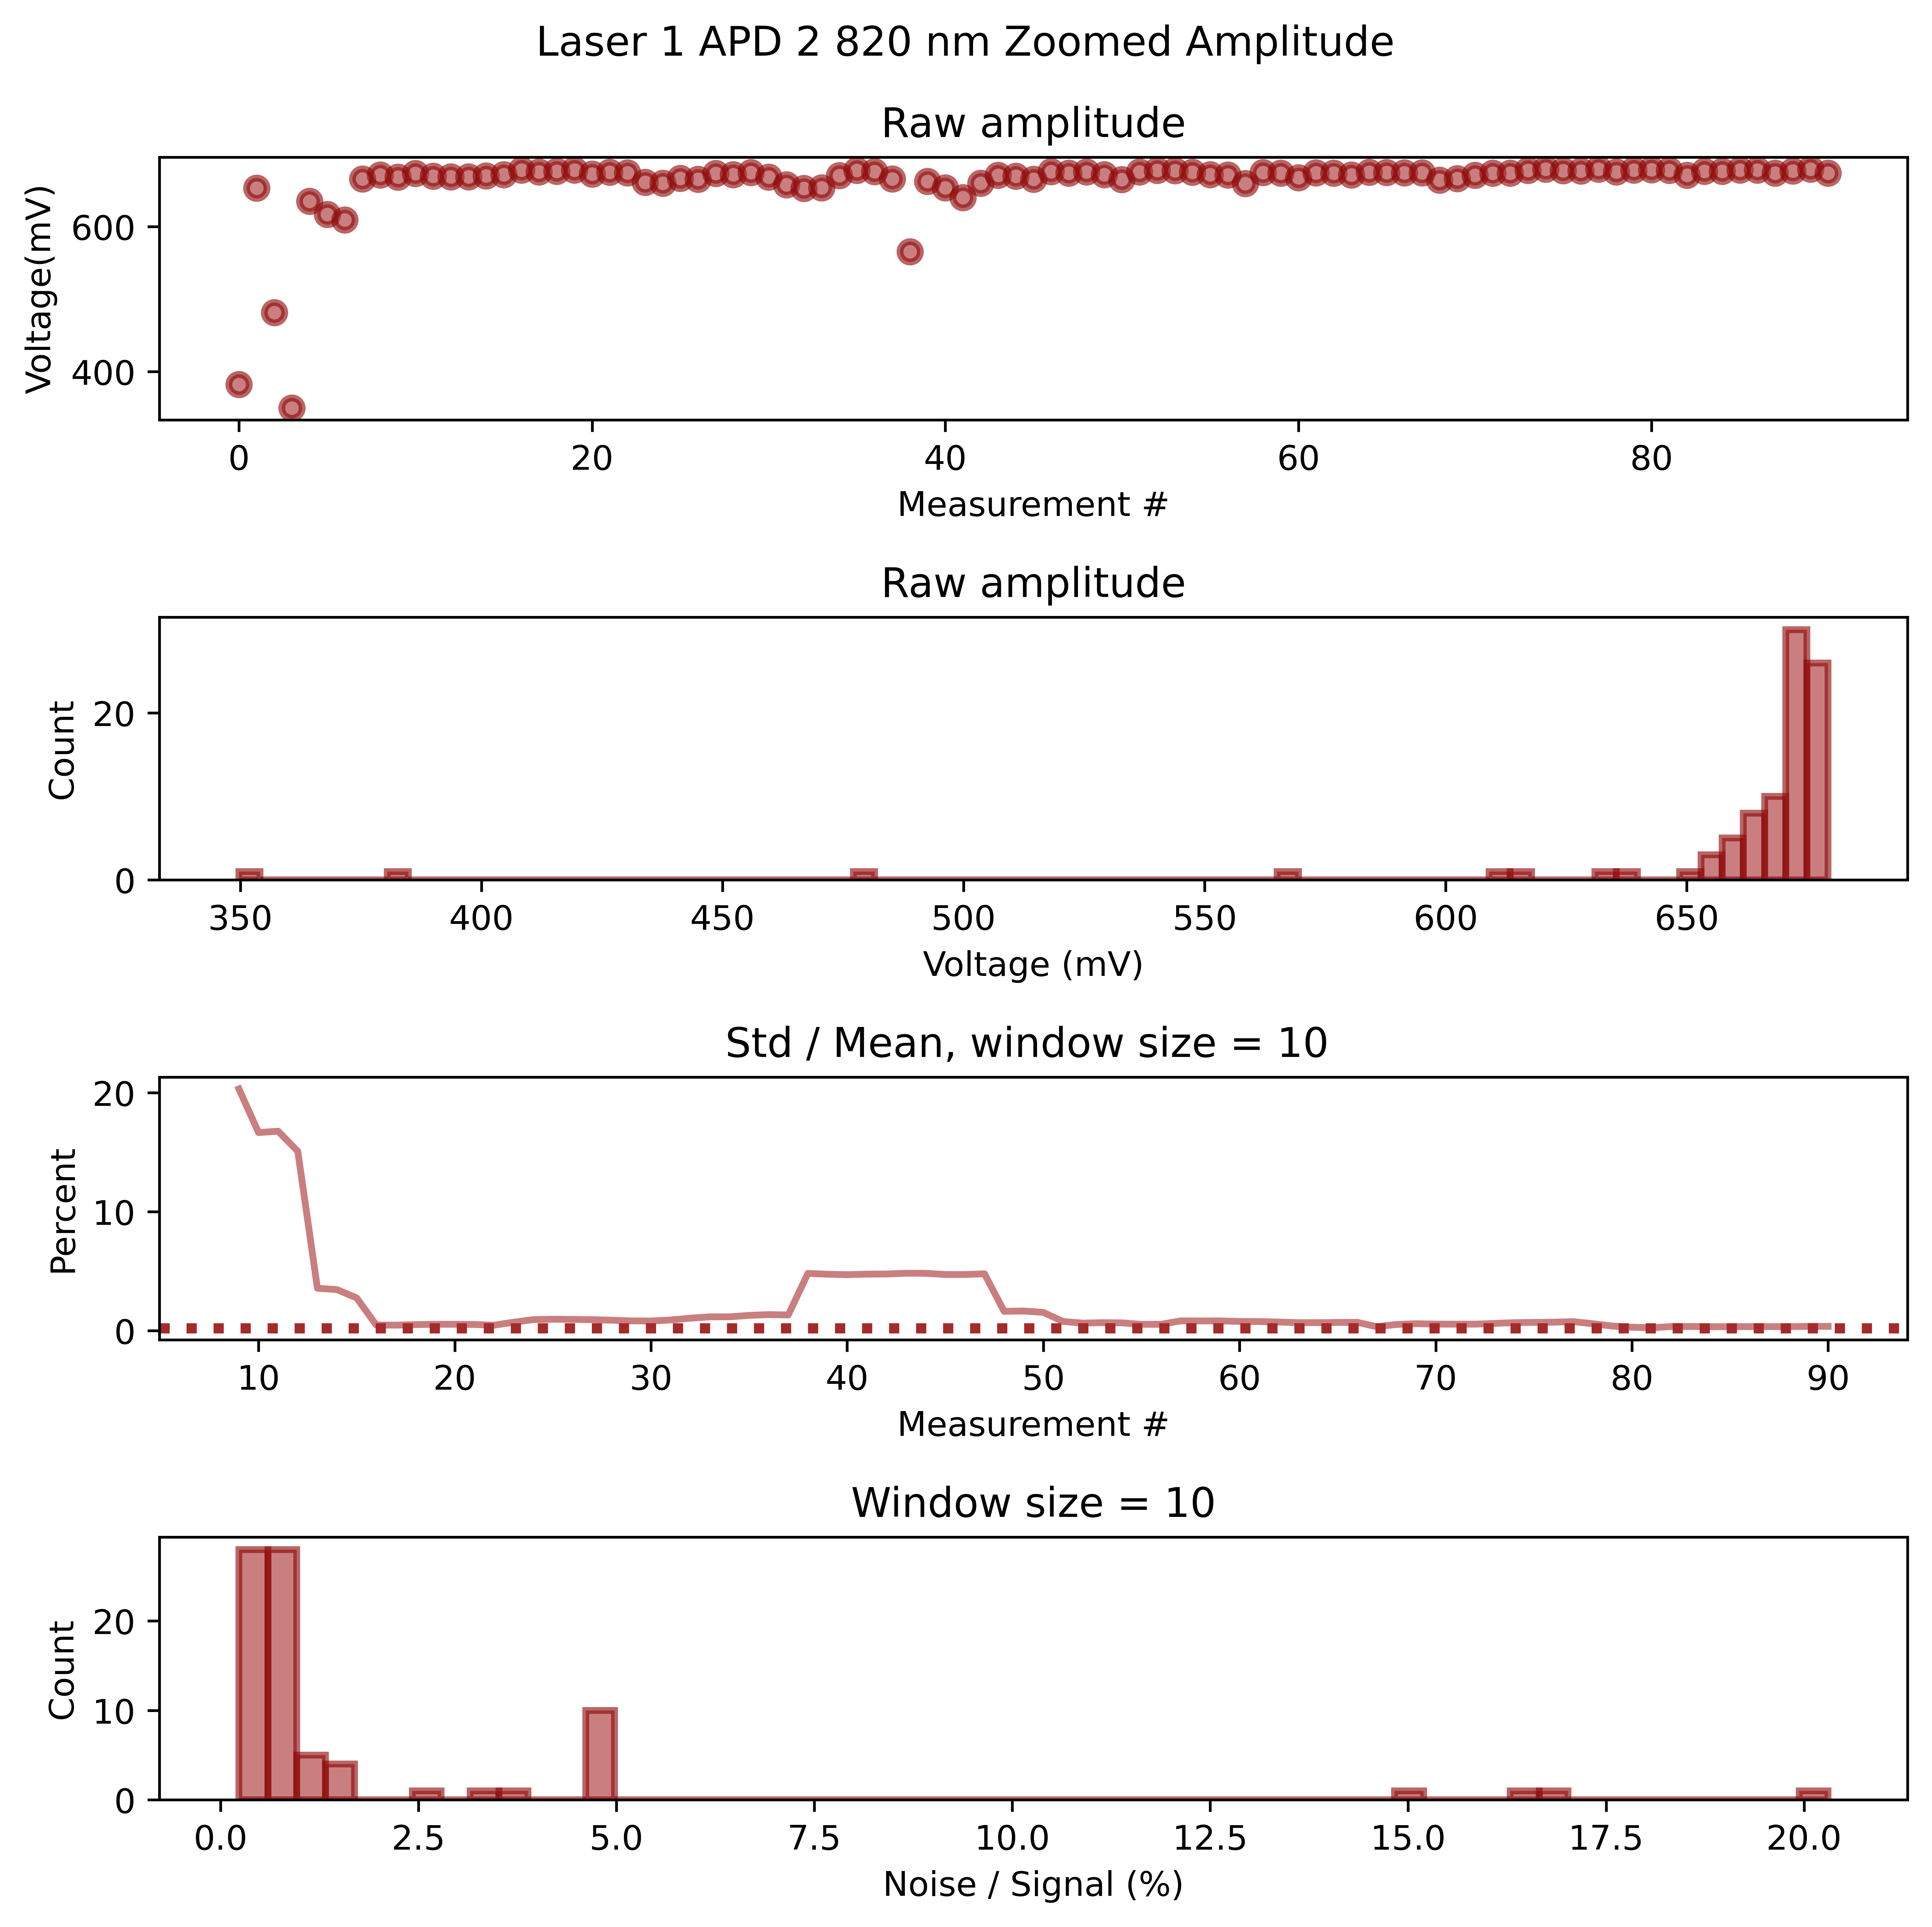 Laser 1 APD 2 820 nm Zoomed Amplitude
Raw amplitude
Voltage(mV)
600
400
0 20 40 60 80
Measurement #
Raw amplitude
Count
20
0
350 400 450 500 550 600 650
Voltage (mV)
Std / Mean, window size = 10
Percent
20
10
0
10 20 30 40 50 60 70 80 90
Measurement #
Window size = 10
Count
20
10
0
0.0 2.5 5.0 7.5 10.0 12.5 15.0 17.5 20.0
Noise / Signal (%)